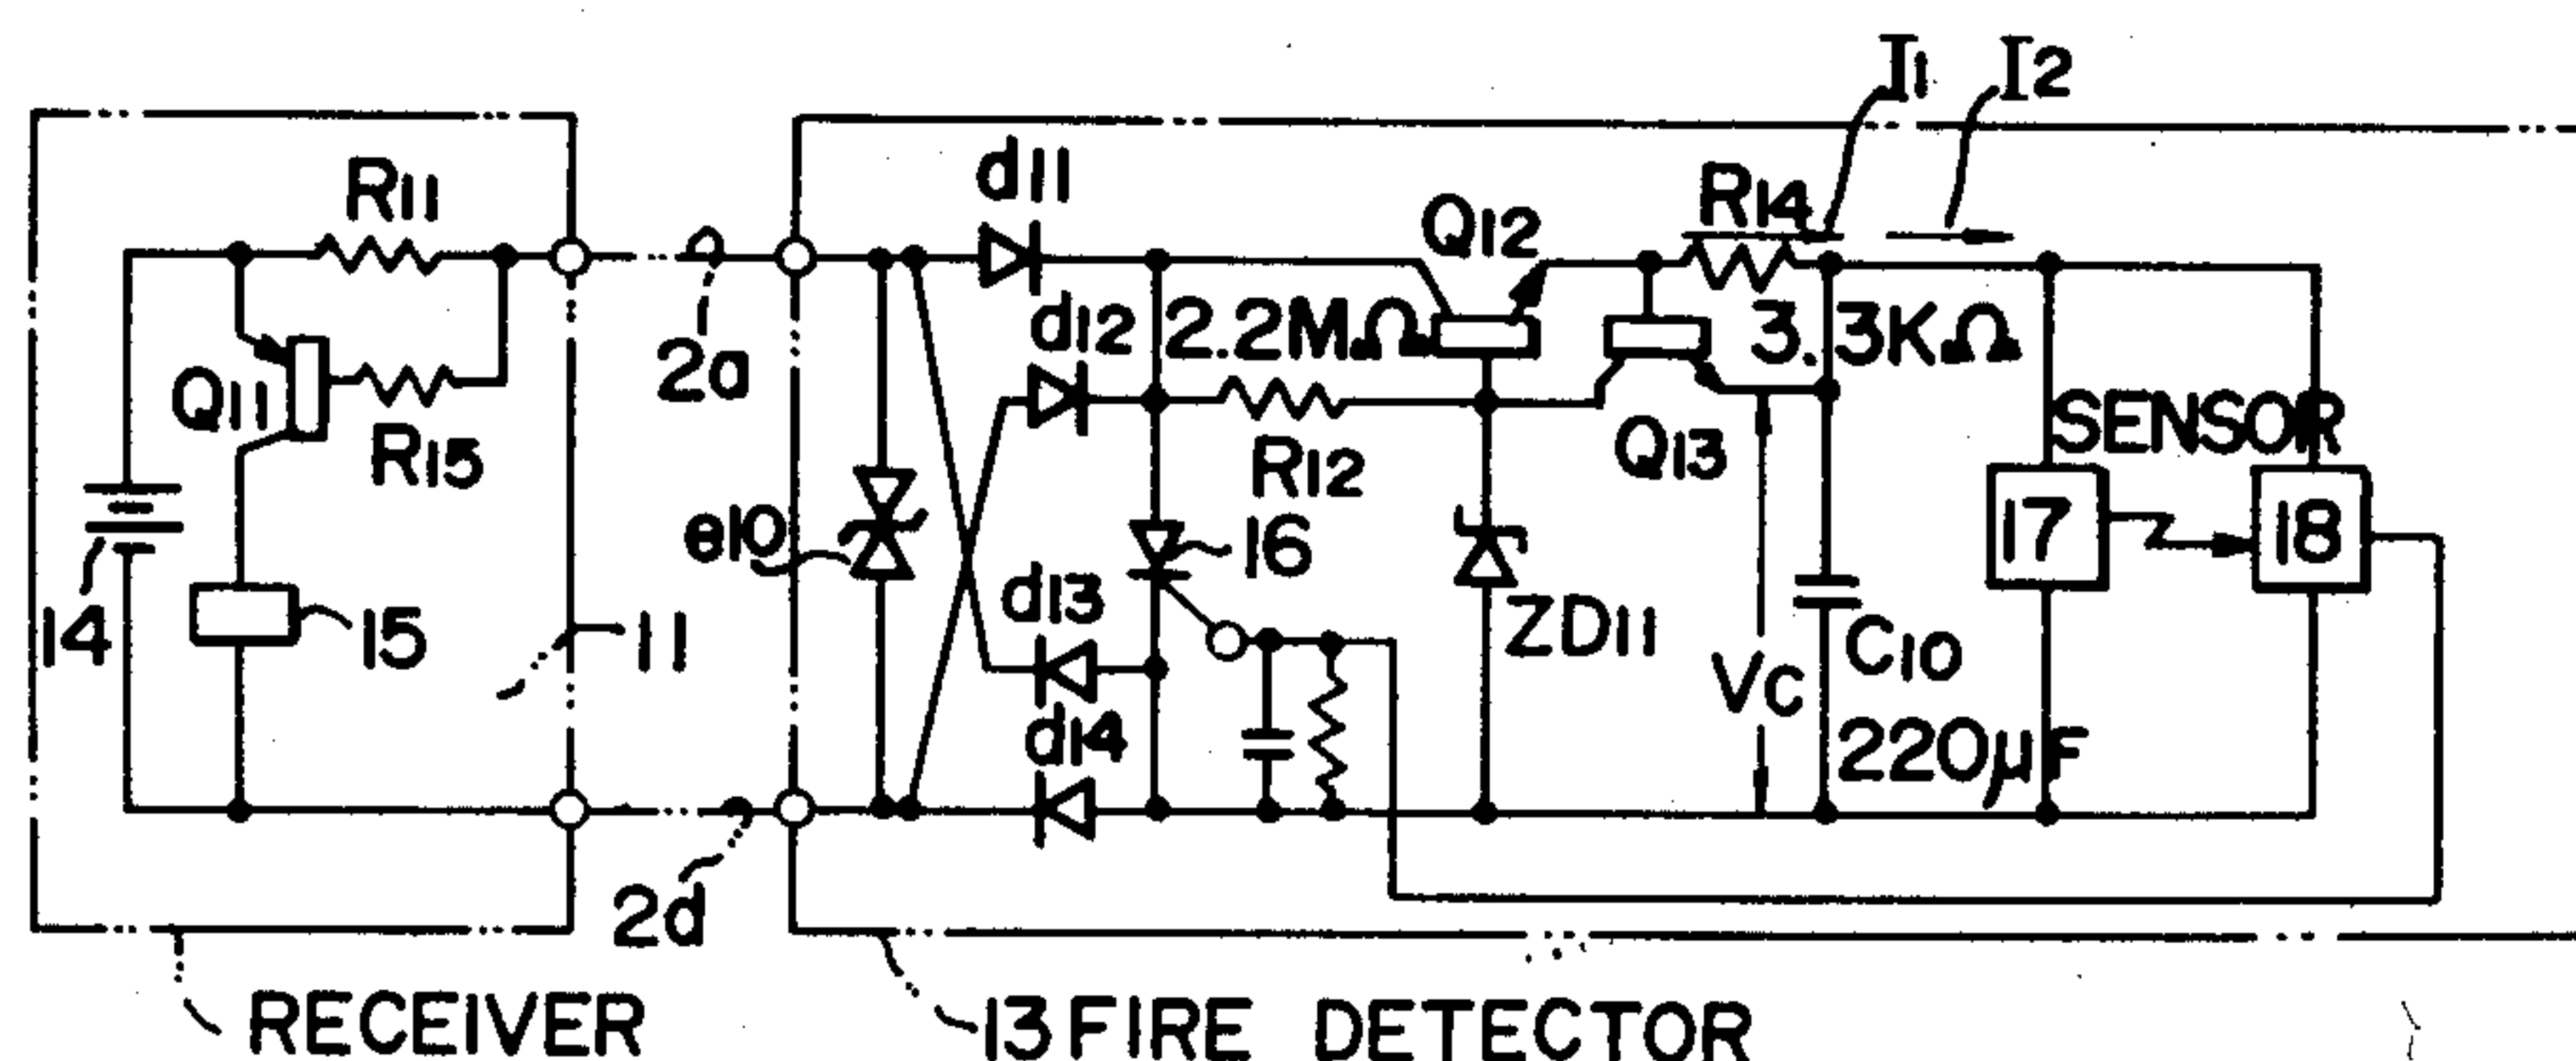 I1 I2
d11
R11
R14
Q12
d12
2.2MΩ
3.3KΩ
2a
Q11
R15
R12
Q13
SENSOR
17
18
e10
16
14
15
11
d13
ZD11
C10
VC
d14
220µF
2d
RECEIVER
13 FIRE DETECTOR